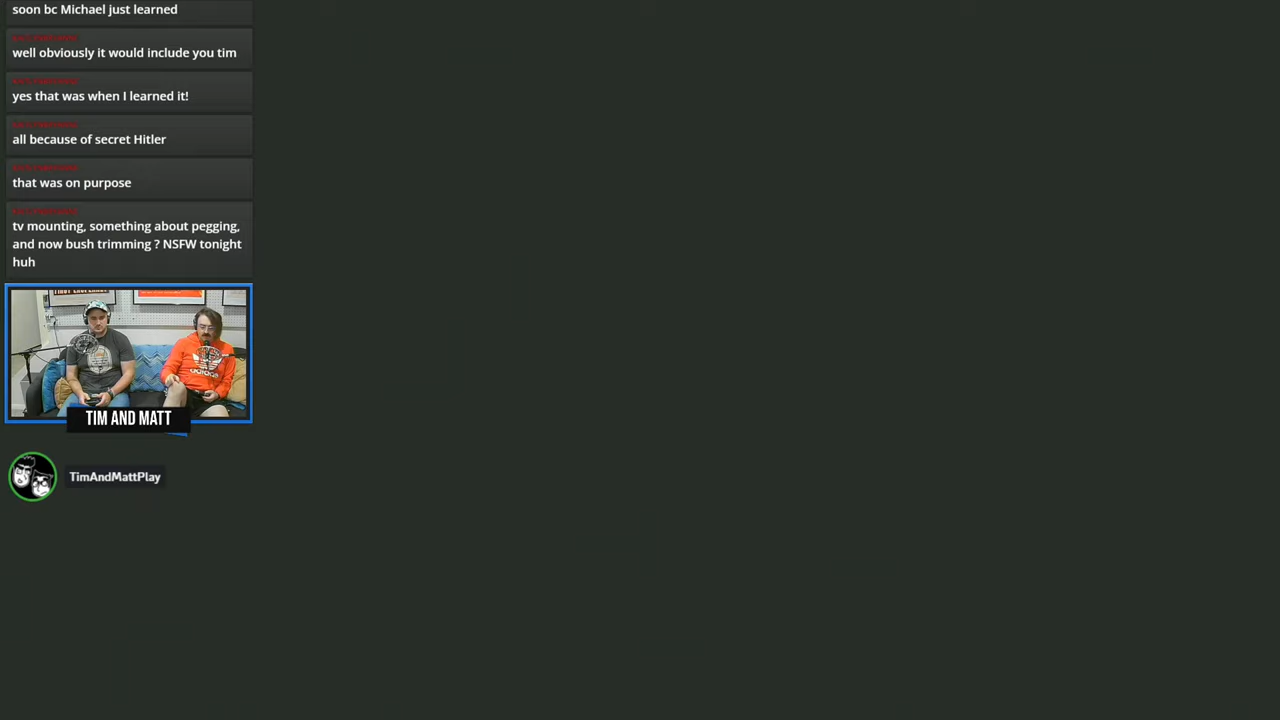 soon bc Michael just learned
well obviously it would include you tim
yes that was when I learned it!
all because of secret Hitler
that was on purpose
tv mounting, something about pegging,
and now bush trimming ? NSFW tonight
huh
adidas
TIM AND MATT
TimAndMattPlay